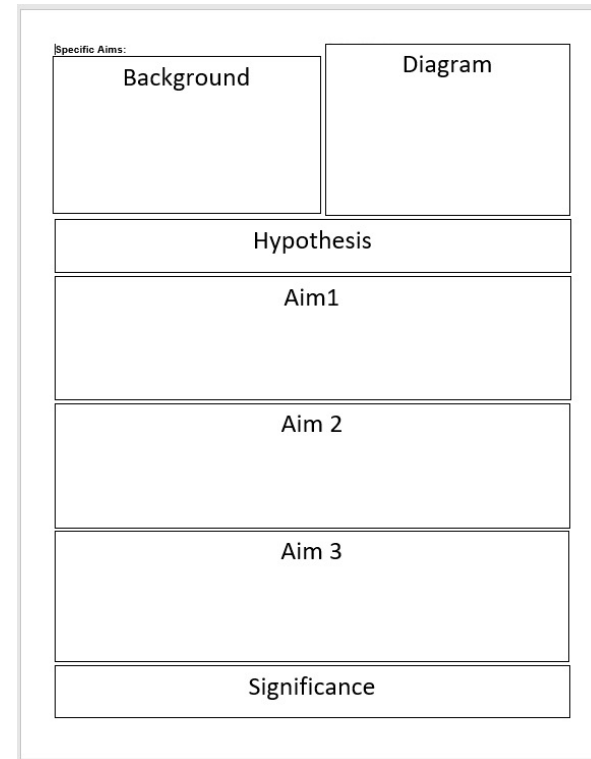 Specific Aims:
Background
Diagram
Hypothesis
Aim1
Aim 2
Aim 3
Significance